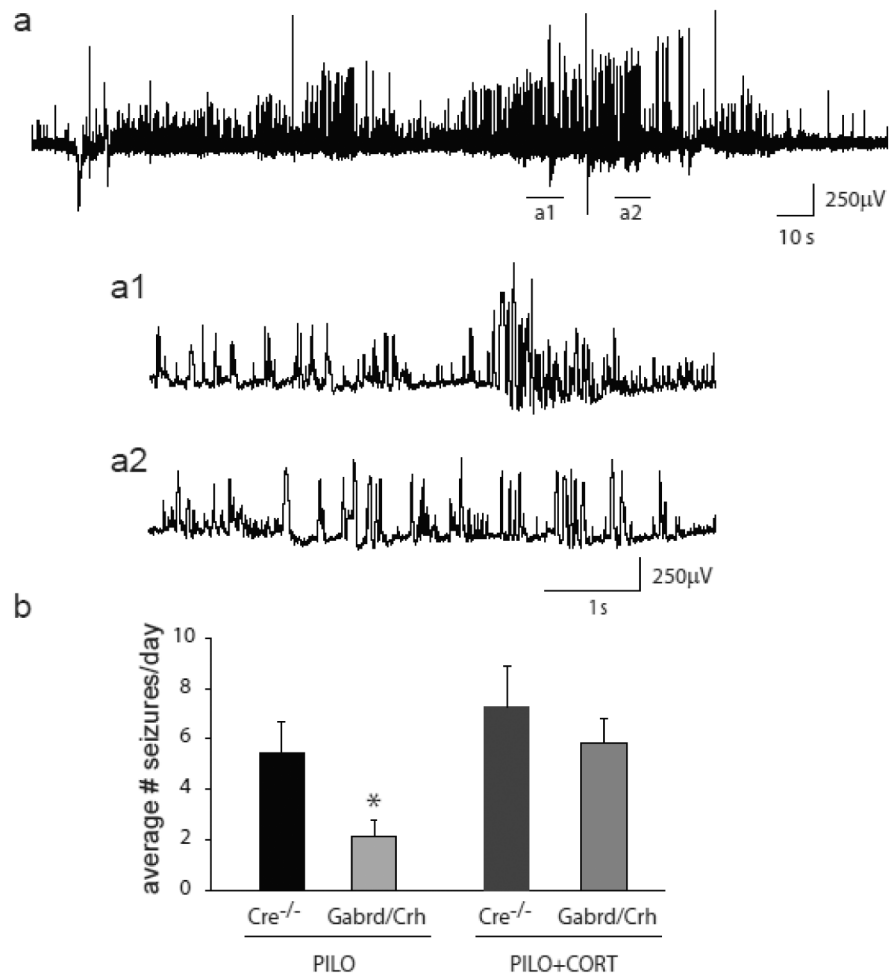 a
a1 a2
250µV
10 s
a1
a2
250µV
1s
b
average # seizures/day
10
8
6
4
2
0
*
Cre-/- Gabrd/Crh Cre-/- Gabrd/Crh
PILO PILO+CORT